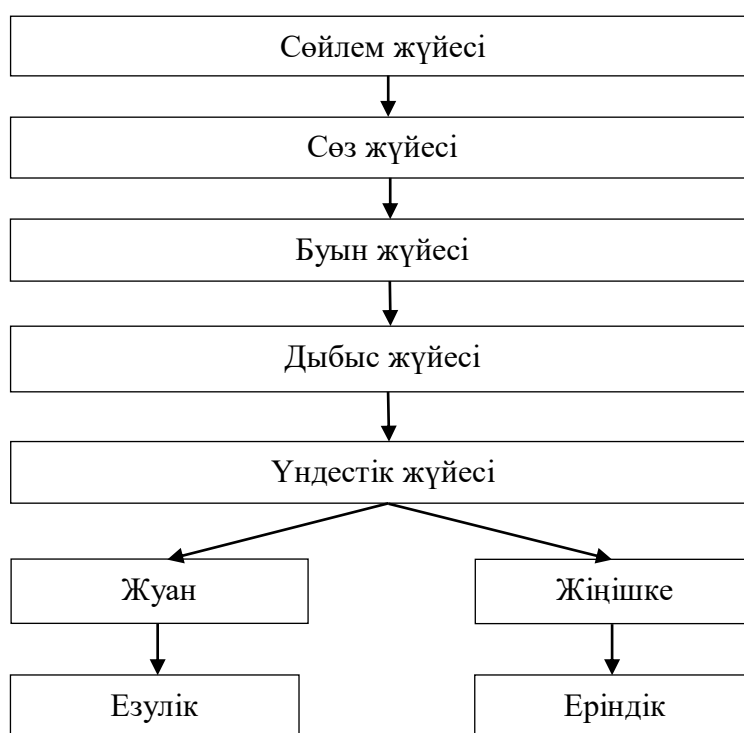 Сөйлем жүйесі
Сөз жүйесі
Буын жүйесі
Дыбыс жүйесі
Үндестік жүйесі
Жуан
Жіңішке
Езулік
Еріндік